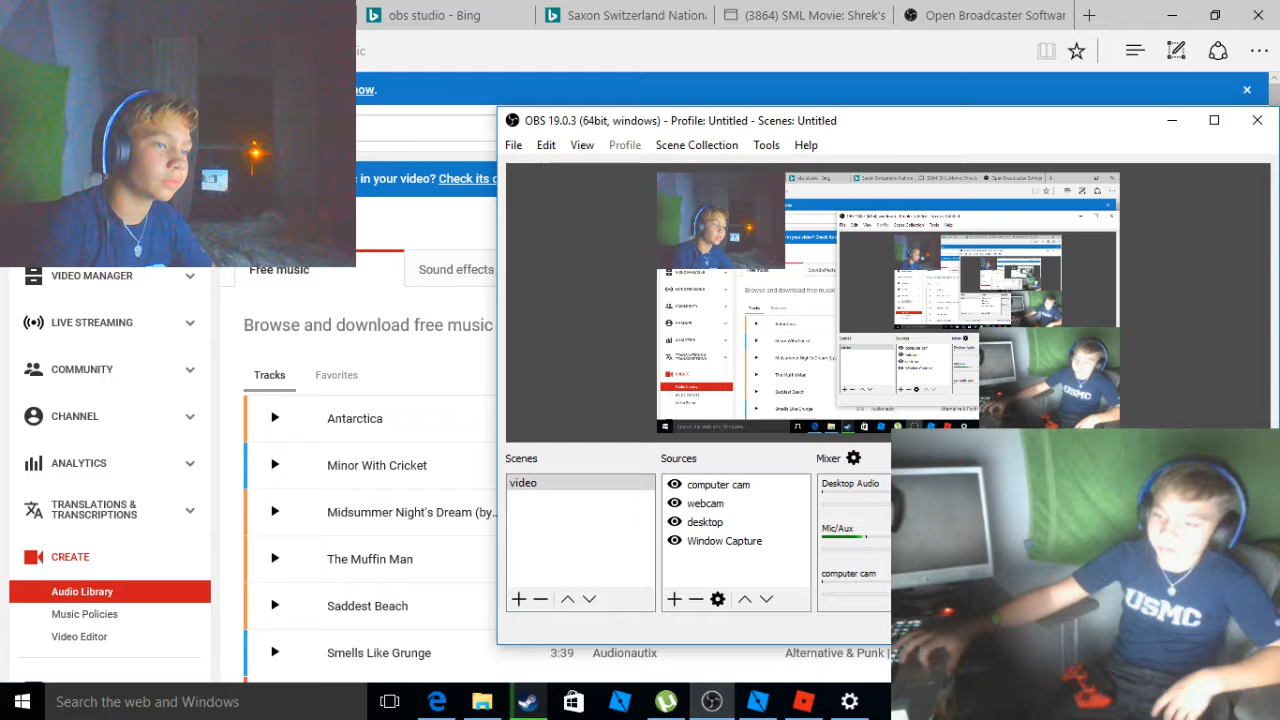 obs studio - Bing
Saxon Switzerland Nation
(3864) SML Movie: Shrek's
Open Broadcaster Softwar
now.
in your video? Check its c
OBS 19.0.3 (64bit, windows) - Profile: Untitled - Scenes: Untitled
File Edit View Profile Scene Collection Tools Help
VIDEO MANAGER
LIVE STREAMING
COMMUNITY
CHANNEL
ANALYTICS
TRANSLATIONS &
TRANSCRIPTIONS
CREATE
Audio Library
Music Policies
Video Editor
Free music
Sound effects
Browse and download free music
Tracks
Favorites
Antarctica
Minor With Cricket
Midsummer Night's Dream (by...
The Muffin Man
Saddest Beach
Smells Like Grunge
3:39
Audionautix
Alternative & Punk |
Scenes
video
Sources
computer cam
webcam
desktop
Window Capture
Mixer
Desktop Audio
Mic/Aux
computer cam
USMC
Search the web and Windows